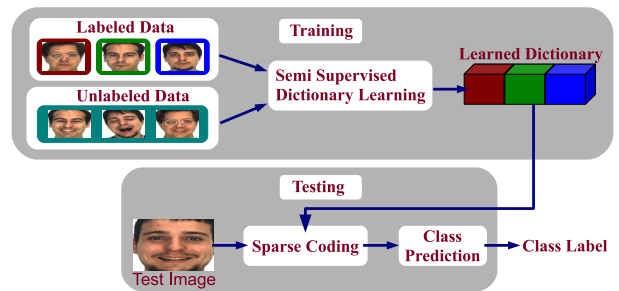 Labeled Data
Training
Learned Dictionary
Semi Supervised
Dictionary Learning
Unlabeled Data
Testing
Sparse Coding
Class
Prediction
Class Label
Test Image